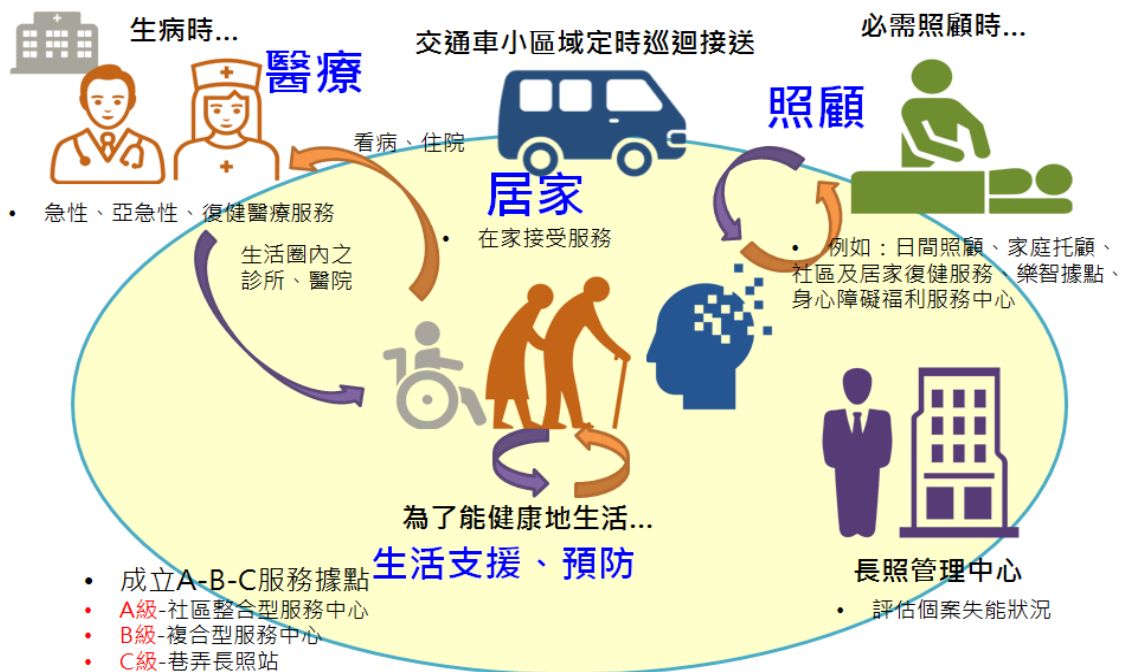 生病時...
醫療
交通車小區域定時巡迴接送
必需照顧時...
照顧
看病、住院
居家
• 在家接受服務
• 急性、亞急性、復健醫療服務
生活圈內之
診所、醫院
• 例如：日間照顧、家庭托顧、
社區及居家復健服務、樂智據點、
身心障礙福利服務中心
為了能健康地生活...
生活支援、預防
• 成立A-B-C服務據點
• A級-社區整合型服務中心
• B級-複合型服務中心
• C級-巷弄長照站
長照管理中心
• 評估個案失能狀況